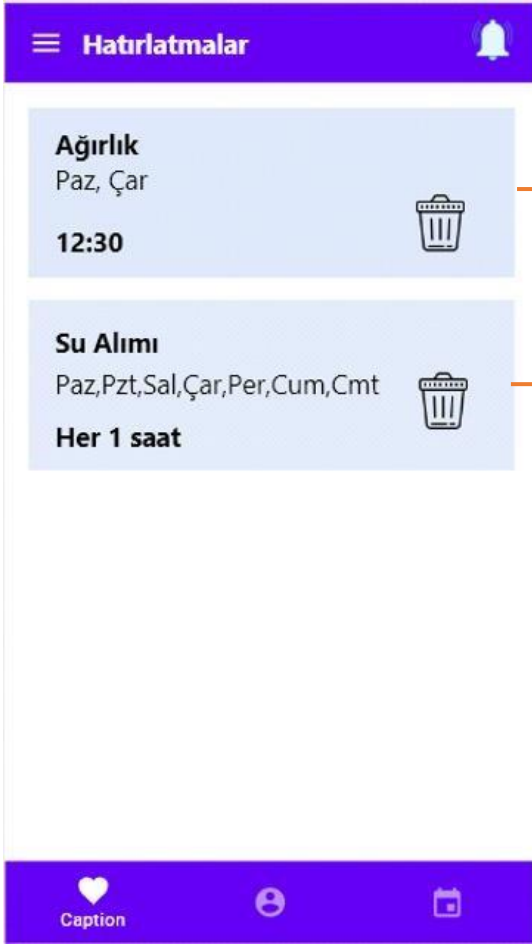 Hatırlatmalar
Ağırlık
Paz, Çar
12:30
Su Alımı
Paz,Pzt,Sal,Çar,Per,Cum,Cmt
Her 1 saat
Caption